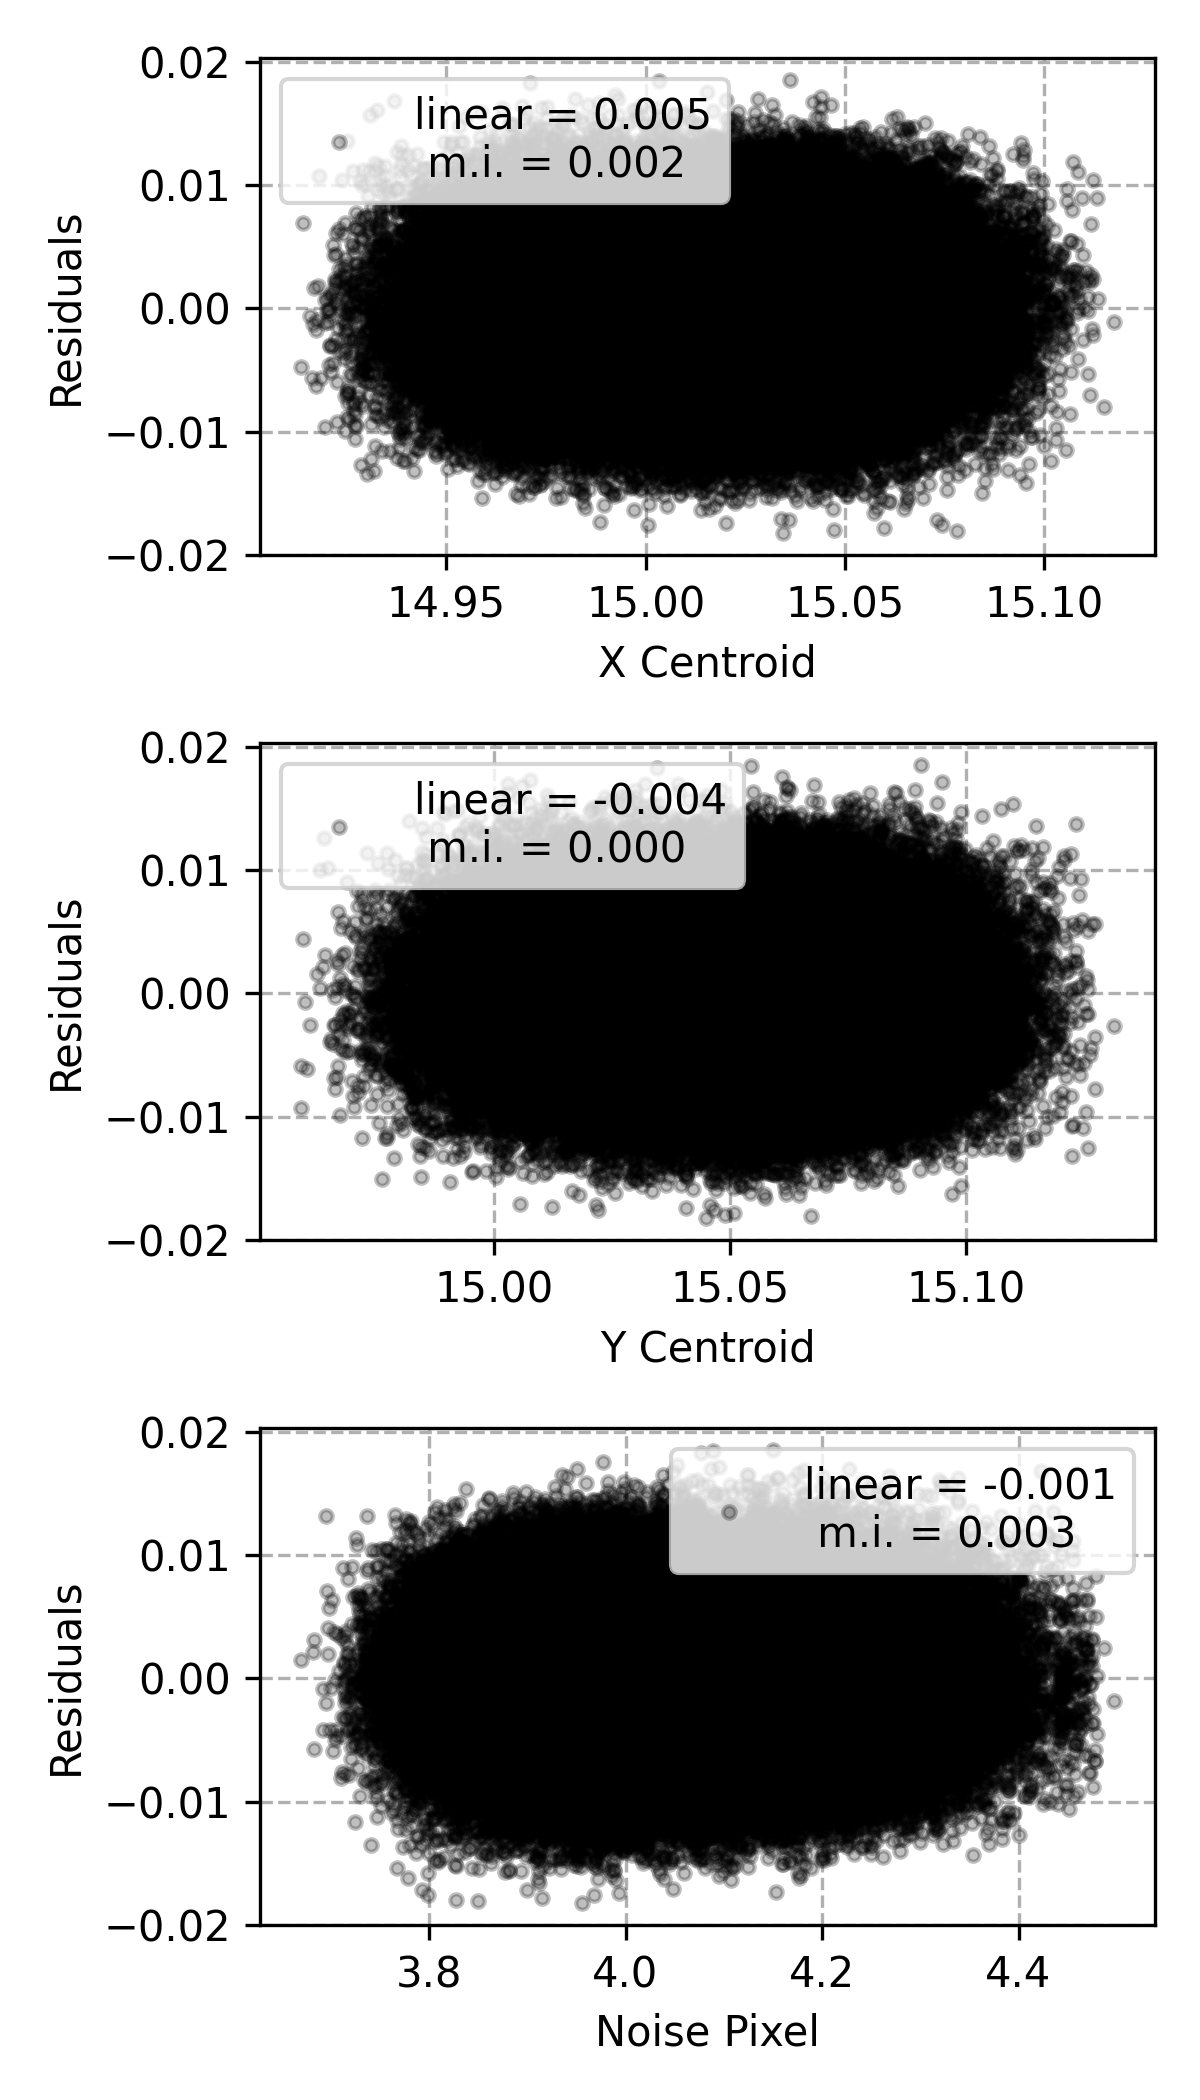 0.02
0.01
0.00
−0.01
−0.02
Residuals
linear = 0.005
m.i. = 0.002
14.95 15.00 15.05 15.10
X Centroid
0.02
0.01
0.00
−0.01
−0.02
Residuals
linear = -0.004
m.i. = 0.000
15.00 15.05 15.10
Y Centroid
0.02
0.01
0.00
−0.01
−0.02
Residuals
linear = -0.001
m.i. = 0.003
3.8 4.0 4.2 4.4
Noise Pixel